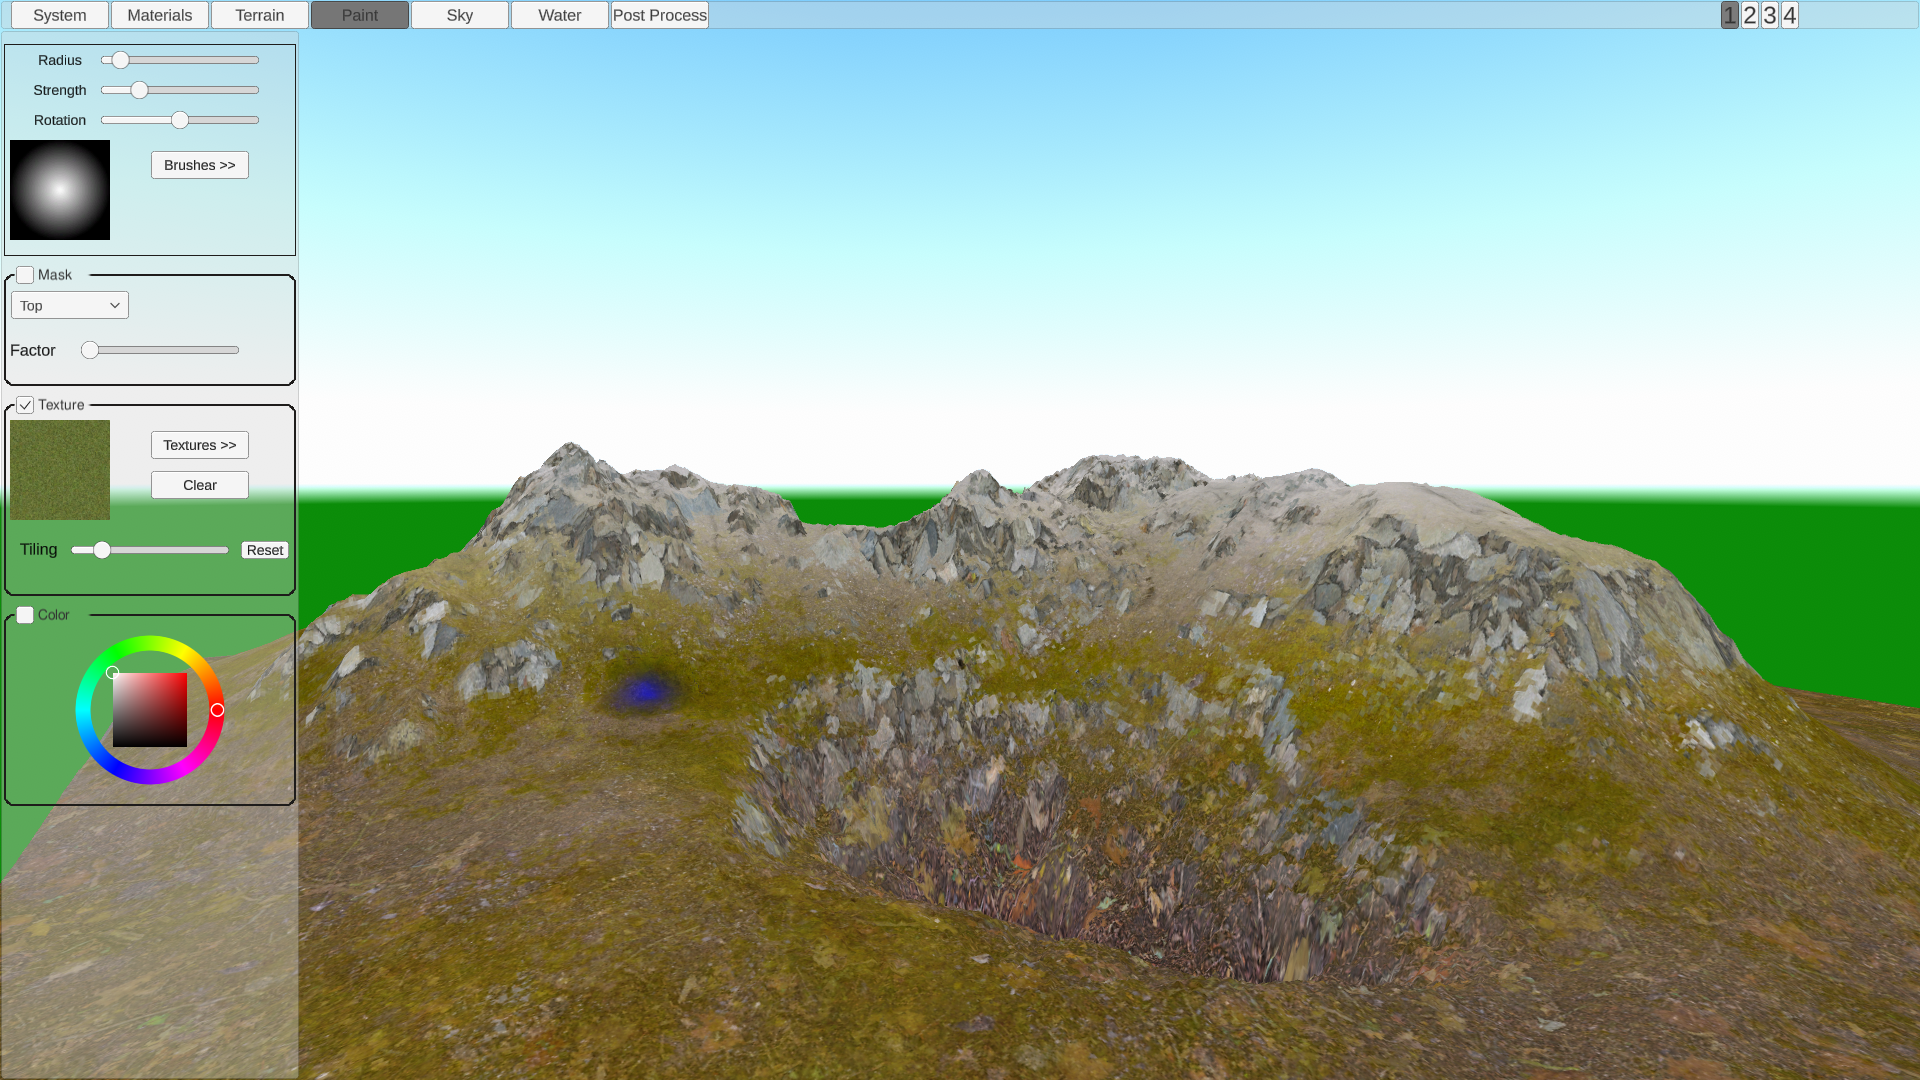 System Materials Terrain Paint Sky Water Post Process 1 2 3 4
Radius
Strength
Rotation
Brushes >>
Mask
Top
Factor
Texture
Textures >>
Clear
Tiling Reset
Color